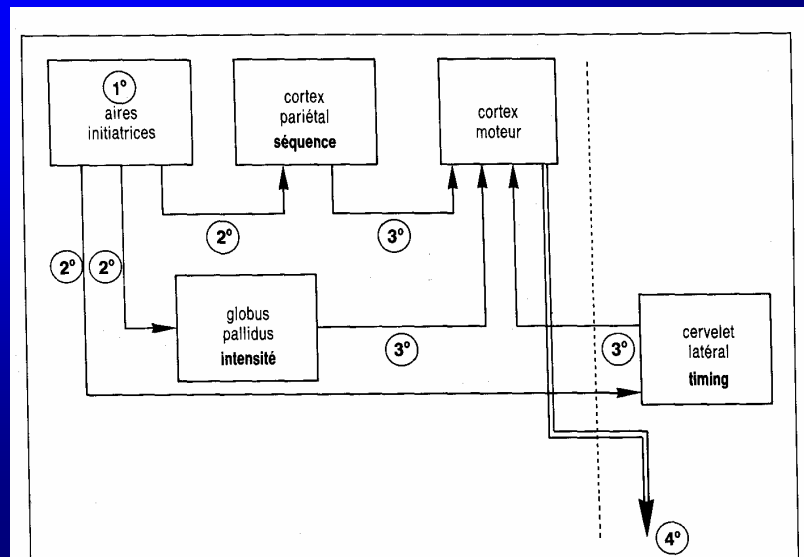 1°
aires
initiatrices
cortex
pariétal
séquence
cortex
moteur
2°
3°
2°
2°
globus
pallidus
intensité
3°
3°
cervelet
latéral
timing
4°